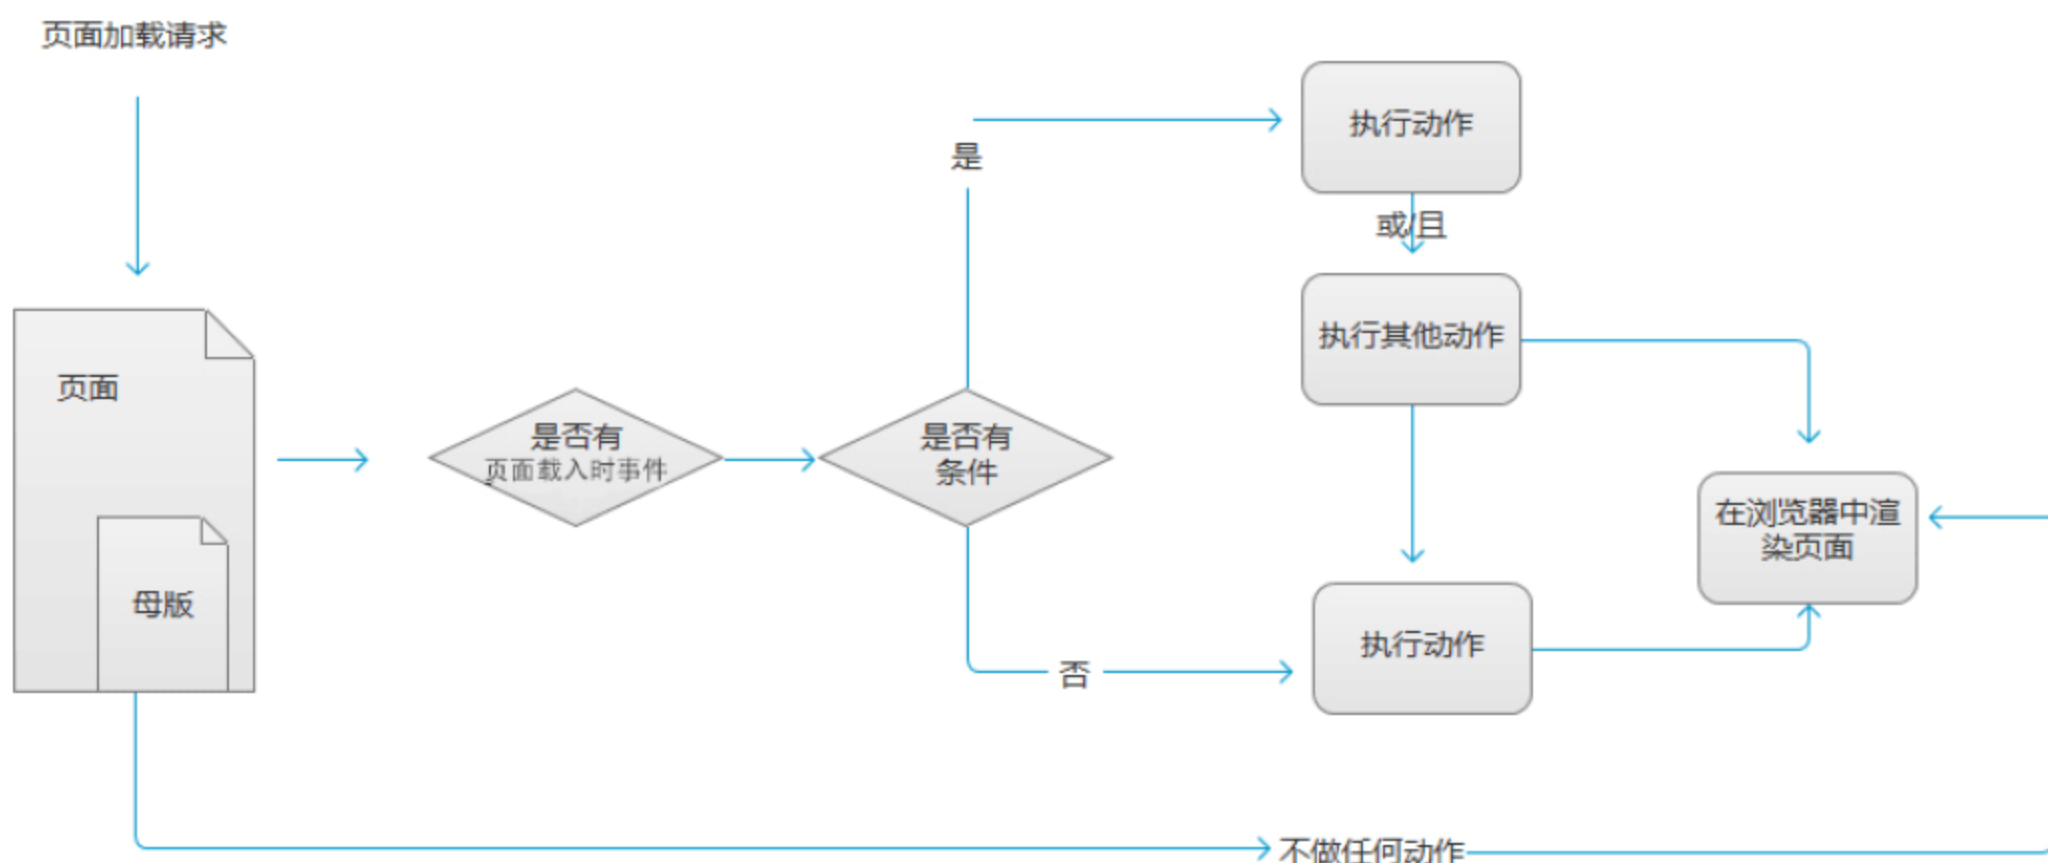 页面加载请求
执行动作
是
或/且
执行其他动作
页面
是否有
页面载入时事件
是否有
条件
在浏览器中渲
染页面
母版
执行动作
否
不做任何动作